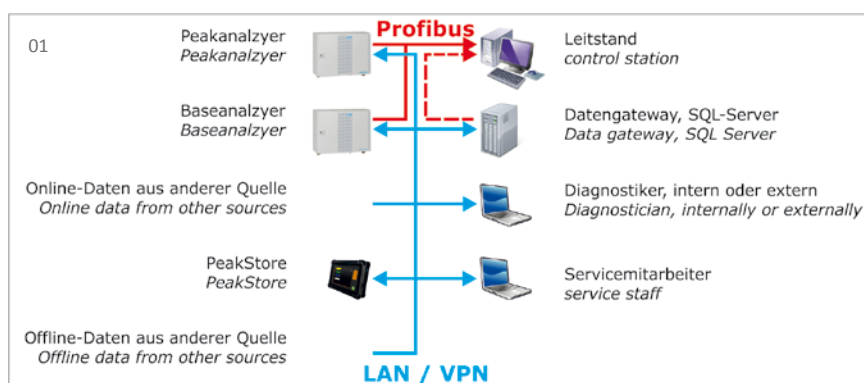 01
Profibus
Peakanalzyer
Peakanalzyer
Leitstand
control station
Baseanalzyer
Baseanalzyer
Datengateway, SQL-Server
Data gateway, SQL Server
Online-Daten aus anderer Quelle
Online data from other sources
Diagnostiker, intern oder extern
Diagnostician, internally or externally
PeakStore
PeakStore
Servicemitarbeiter
service staff
Offline-Daten aus anderer Quelle
Offline data from other sources
LAN / VPN